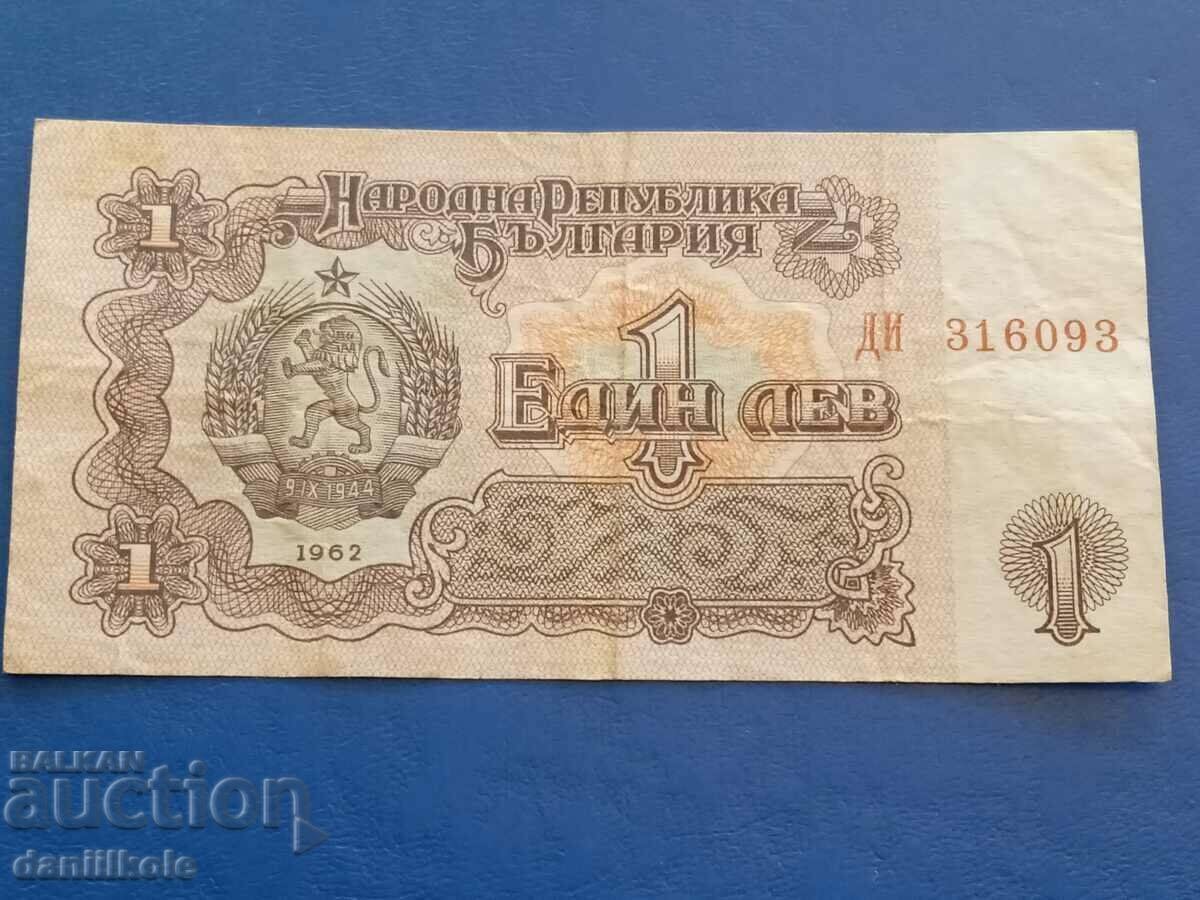 1
НАРОДНА РЕПУБЛИКА
БЪЛГАРИЯ
ДИ 316093
1
ЕДИН ЛЕВ
9·IX·1944
1962
1
1
BALKAN
auction
daniilkole